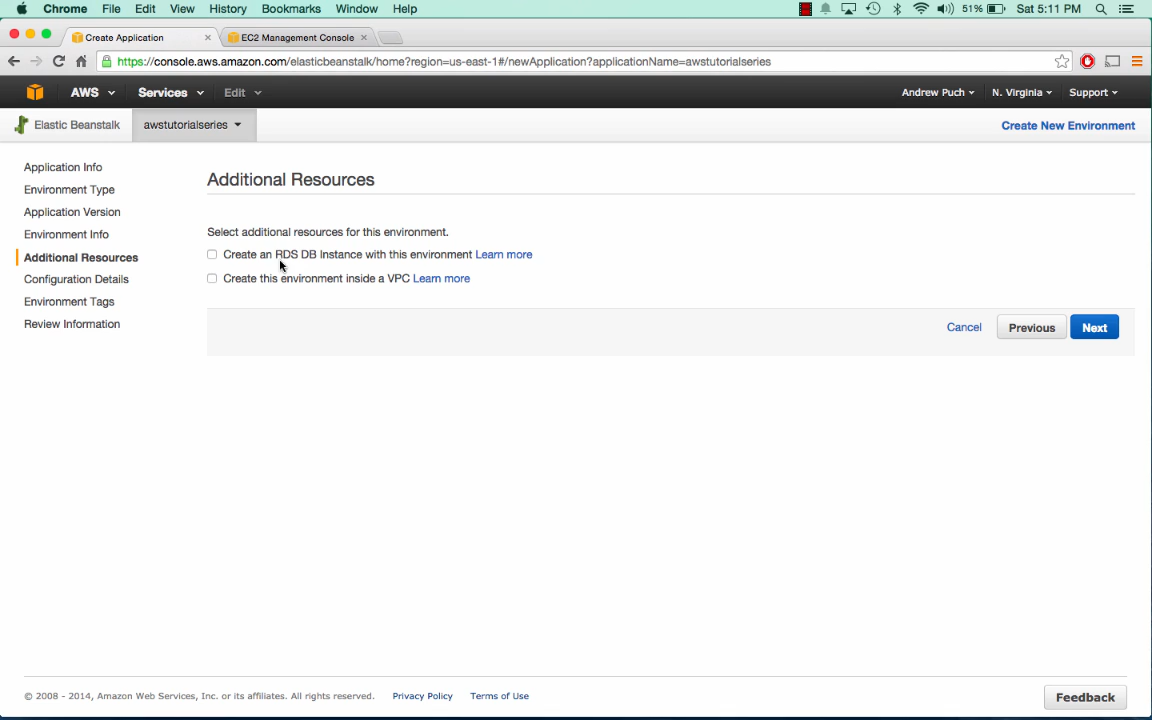 Chrome File Edit View History Bookmarks Window Help 51% Sat 5:11 PM
Create Application EC2 Management Console
https://console.aws.amazon.com/elasticbeanstalk/home?region=us-east-1#/newApplication?applicationName=awstutorialseries
AWS Services Edit Andrew Puch N. Virginia Support
Elastic Beanstalk awstutorialseries Create New Environment
Application Info
Environment Type
Application Version
Environment Info
Additional Resources
Configuration Details
Environment Tags
Review Information
Additional Resources
Select additional resources for this environment.
Create an RDS DB Instance with this environment Learn more
Create this environment inside a VPC Learn more
Cancel Previous Next
© 2008 - 2014, Amazon Web Services, Inc. or its affiliates. All rights reserved. Privacy Policy Terms of Use Feedback